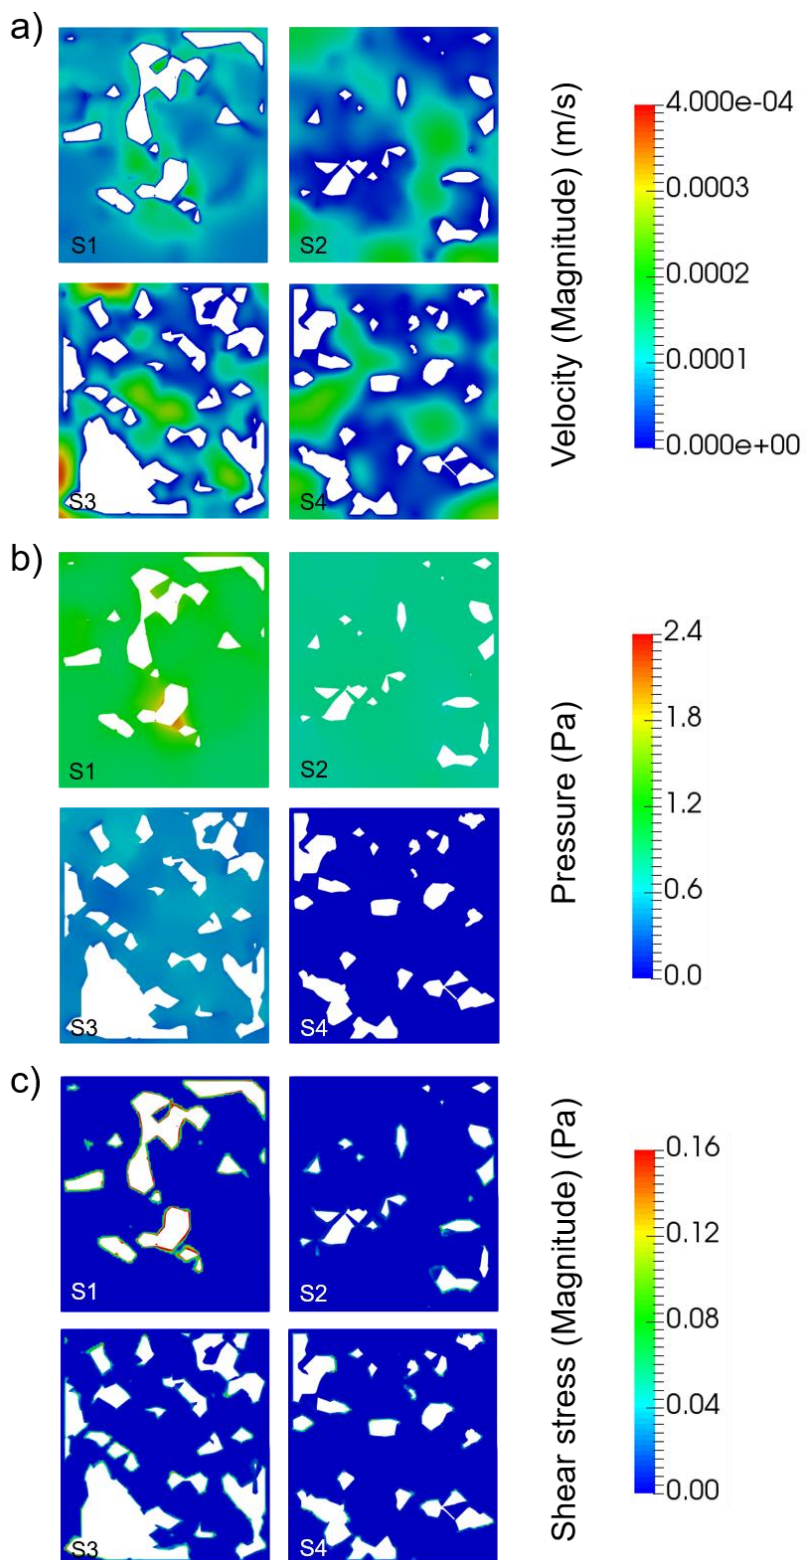 a)
S1
S2
S3
S4
Velocity (Magnitude) (m/s)
4.000e-04
0.0003
0.0002
0.0001
0.000e+00
b)
S1
S2
S3
S4
Pressure (Pa)
2.4
1.8
1.2
0.6
0.0
c)
S1
S2
S3
S4
Shear stress (Magnitude) (Pa)
0.16
0.12
0.08
0.04
0.00